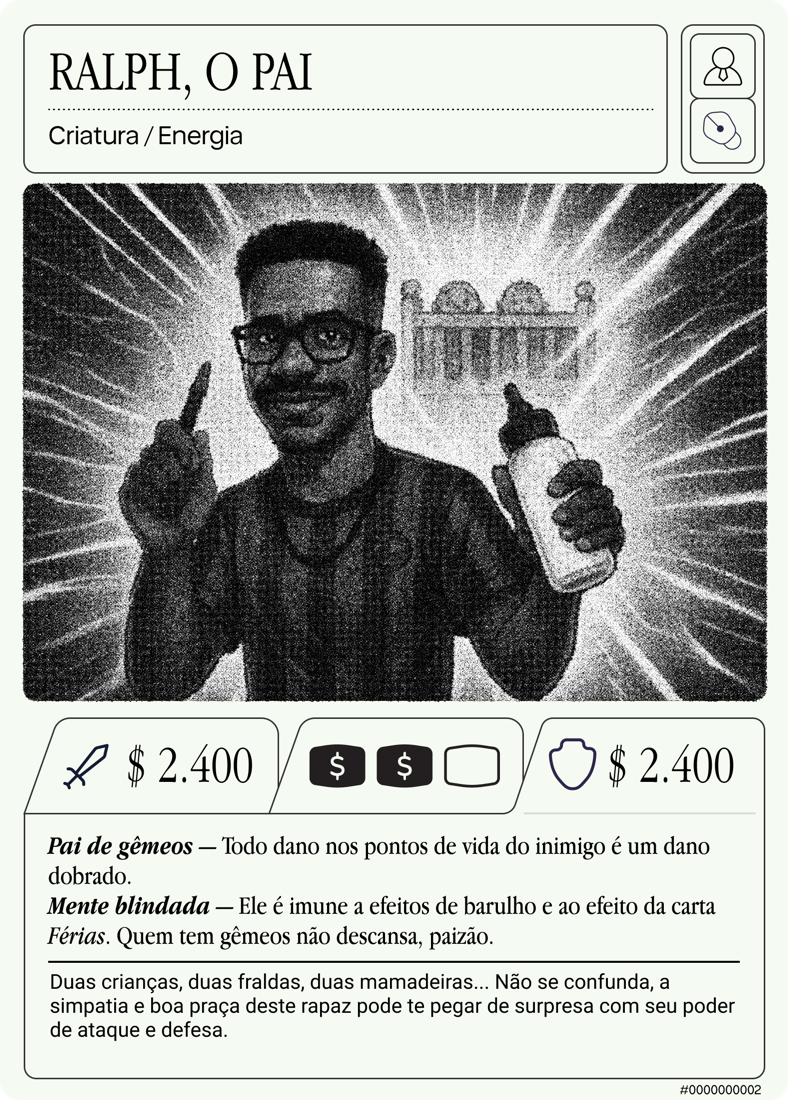 RALPH, O PAI
Criatura / Energia
$ 2.400
$ $
$ 2.400
Pai de gêmeos — Todo dano nos pontos de vida do inimigo é um dano
dobrado.
Mente blindada — Ele é imune a efeitos de barulho e ao efeito da carta
Férias. Quem tem gêmeos não descansa, paizão.
Duas crianças, duas fraldas, duas mamadeiras... Não se confunda, a
simpatia e boa praça deste rapaz pode te pegar de surpresa com seu poder
de ataque e defesa.
#0000000002